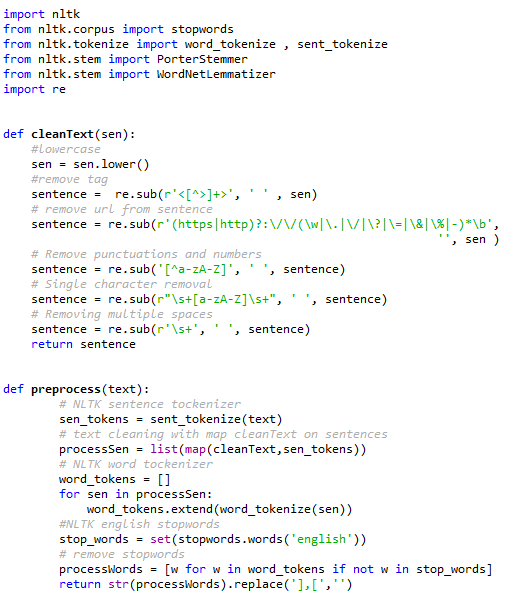 import nltk
from nltk.corpus import stopwords
from nltk.tokenize import word_tokenize , sent_tokenize
from nltk.stem import PorterStemmer
from nltk.stem import WordNetLemmatizer
import re
def cleanText(sen):
    #lowercase
    sen = sen.lower()
    #remove tag
    sentence =  re.sub(r'<[^>]+>', ' ' , sen)
    # remove url from sentence
    sentence = re.sub(r'(https|http)?:\/\/(\w|\.|\/|\?|\=|\&|\%|-)*\b',
                                                           '', sen )
    # Remove punctuations and numbers
    sentence = re.sub('[^a-zA-Z]', ' ', sentence)
    # Single character removal
    sentence = re.sub(r"\s+[a-zA-Z]\s+", ' ', sentence)
    # Removing multiple spaces
    sentence = re.sub(r'\s+', ' ', sentence)
    return sentence
def preprocess(text):
        # NLTK sentence tockenizer
        sen_tokens = sent_tokenize(text)
        # text cleaning with map cleanText on sentences
        processSen = list(map(cleanText,sen_tokens))
        # NLTK word tockenizer
        word_tokens = []
        for sen in processSen:
            word_tokens.extend(word_tokenize(sen))
        #NLTK english stopwords
        stop_words = set(stopwords.words('english'))
        # remove stopwords
        processWords = [w for w in word_tokens if not w in stop_words]
        return str(processWords).replace('],[','')